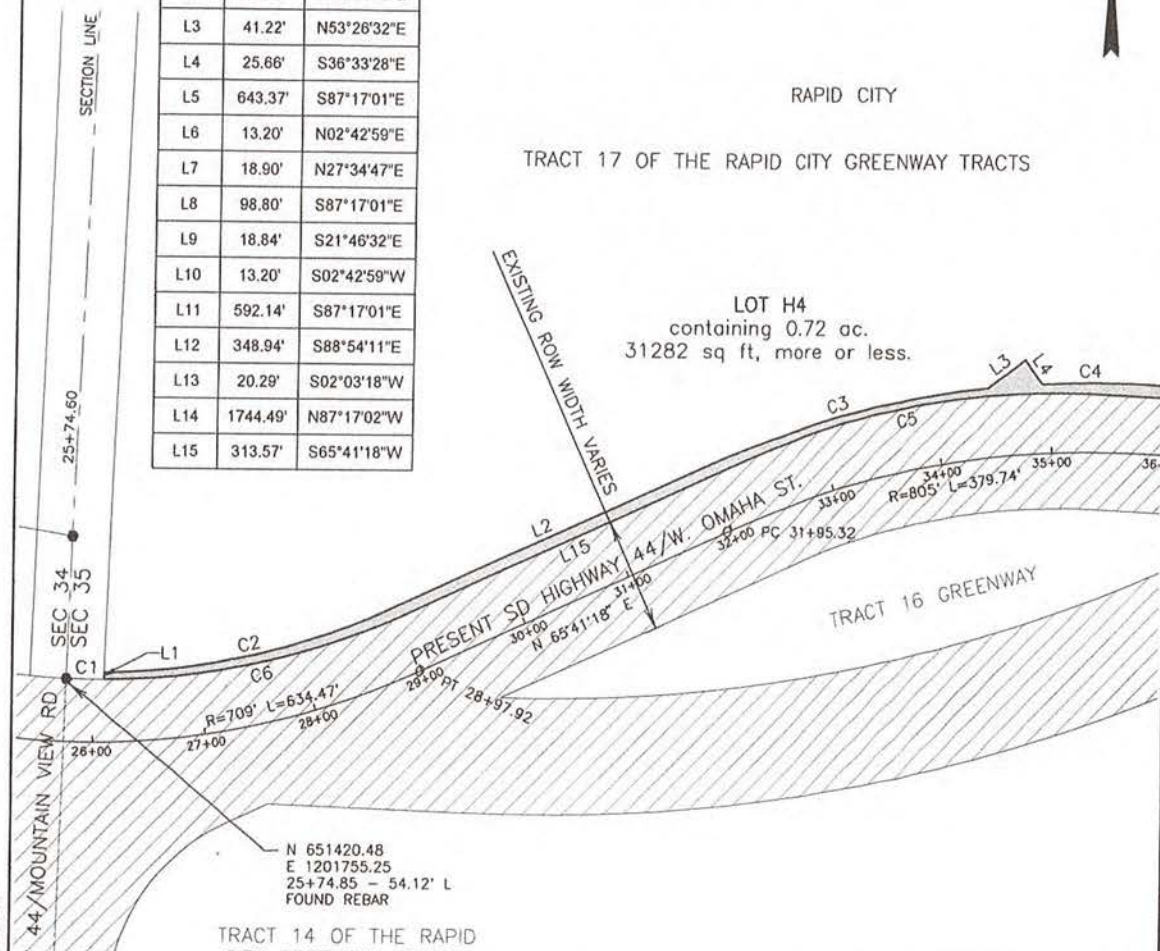 L3 41.22' N53°26'32"E
L4 25.66' S36°33'28"E
L5 643.37' S87°17'01"E
L6 13.20' N02°42'59"E
L7 18.90' N27°34'47"E
L8 98.80' S87°17'01"E
L9 18.84' S21°46'32"E
L10 13.20' S02°42'59"W
L11 592.14' S87°17'01"E
L12 348.94' S88°54'11"E
L13 20.29' S02°03'18"W
L14 1744.49' N87°17'02"W
L15 313.57' S65°41'18"W
SECTION LINE
25+74.60
SEC 34
SEC 35
RAPID CITY
TRACT 17 OF THE RAPID CITY GREENWAY TRACTS
EXISTING ROW WIDTH VARIES
LOT H4
containing 0.72 ac.
31282 sq ft, more or less.
L3
L4
C4
C3
C5
L2
L15
PRESENT SD HIGHWAY 44/W. OMAHA ST.
34+00
35+00
36+
33+00
R=805' L=379.74'
32+00 PC 31+95.32
31+00
30+00
N 65°41'18" E
TRACT 16 GREENWAY
L1
C1
C2
C6
29+00 PT 28+97.92
R=709' L=634.47'
28+00
27+00
26+00
44/MOUNTAIN VIEW RD
N 651420.48
E 1201755.25
25+74.85 - 54.12' L
FOUND REBAR
TRACT 14 OF THE RAPID